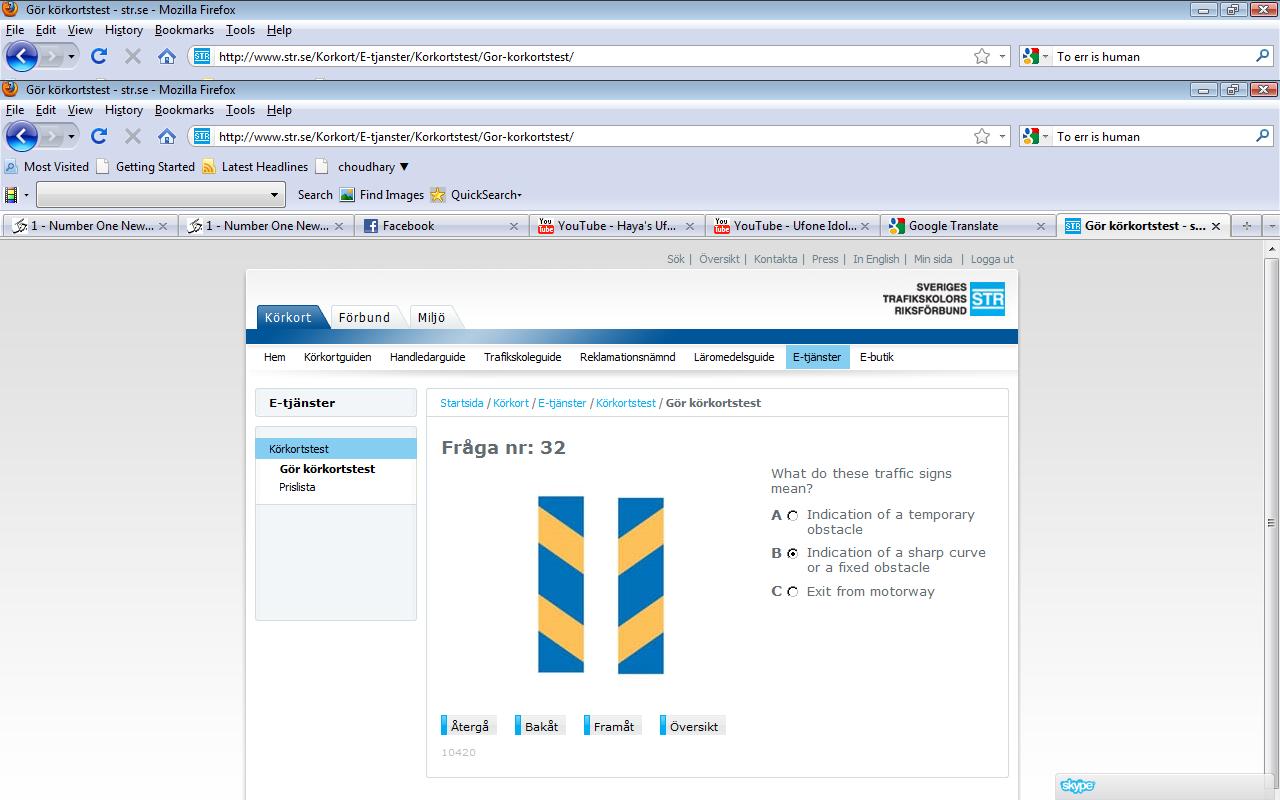 Gör körkortstest - str.se - Mozilla Firefox
File Edit View History Bookmarks Tools Help
STR http://www.str.se/Korkort/E-tjanster/Korkortstest/Gor-korkortstest/ To err is human
Gör körkortstest - str.se - Mozilla Firefox
File Edit View History Bookmarks Tools Help
STR http://www.str.se/Korkort/E-tjanster/Korkortstest/Gor-korkortstest/ To err is human
Most Visited Getting Started Latest Headlines choudhary
Search Find Images QuickSearch
1 - Number One New... 1 - Number One New... Facebook You Tube YouTube - Haya's Uf... You Tube YouTube - Ufone Idol... Google Translate STR Gör körkortstest - s...
Sök | Översikt | Kontakta | Press | In English | Min sida | Logga ut
SVERIGES
TRAFIKSKOLORS
RIKSFÖRBUND
STR
Körkort Förbund Miljö
Hem Körkortguiden Handledarguide Trafikskoleguide Reklamationsnämnd Läromedelsguide E-tjänster E-butik
E-tjänster
Startsida / Körkort / E-tjänster / Körkortstest / Gör körkortstest
Körkortstest
Gör körkortstest
Prislista
Fråga nr: 32
What do these traffic signs
mean?
A Indication of a temporary
obstacle
B Indication of a sharp curve
or a fixed obstacle
C Exit from motorway
Återgå Bakåt Framåt Översikt
10420
skype